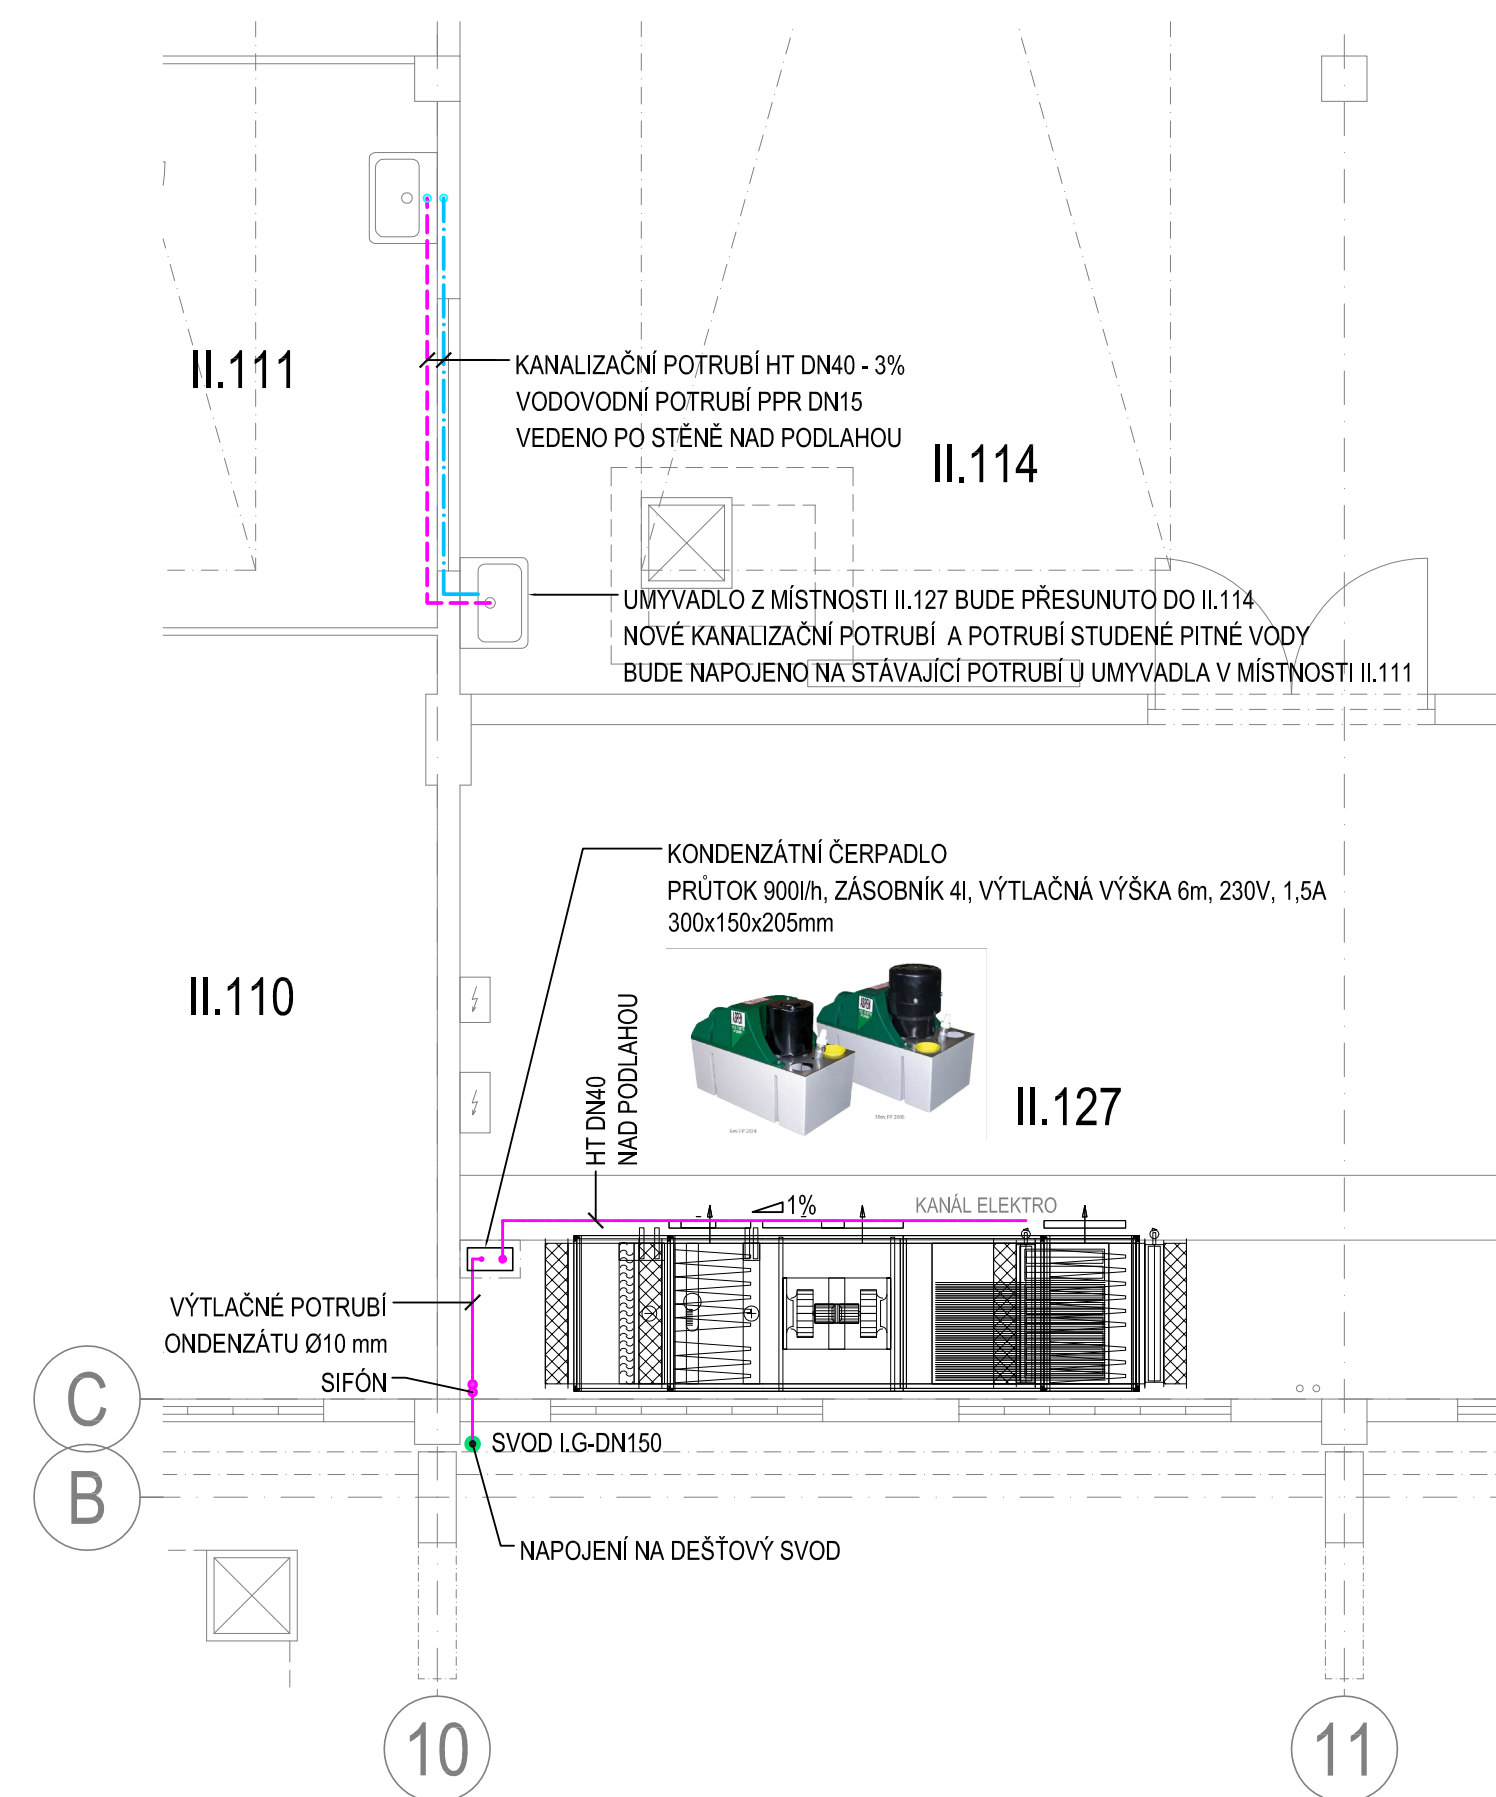 II.111
KANALIZAČNÍ POTRUBÍ HT DN40 - 3%
VODOVODNÍ POTRUBÍ PPR DN15
VEDENO PO STĚNĚ NAD PODLAHOU
II.114
UMYVADLO Z MÍSTNOSTI II.127 BUDE PŘESUNUTO DO II.114
NOVÉ KANALIZAČNÍ POTRUBÍ A POTRUBÍ STUDENÉ PITNÉ VODY
BUDE NAPOJENO NA STÁVAJÍCÍ POTRUBÍ U UMYVADLA V MÍSTNOSTI II.111
KONDENZÁTNÍ ČERPADLO
PRŮTOK 900l/h, ZÁSOBNÍK 4l, VÝTLAČNÁ VÝŠKA 6m, 230V, 1,5A
300x150x205mm
II.110
HT DN40
NAD PODLAHOU
II.127
1%
KANÁL ELEKTRO
VÝTLAČNÉ POTRUBÍ
ONDENZÁTU Ø10 mm
SIFÓN
C
SVOD I.G-DN150
B
NAPOJENÍ NA DEŠŤOVÝ SVOD
10
11